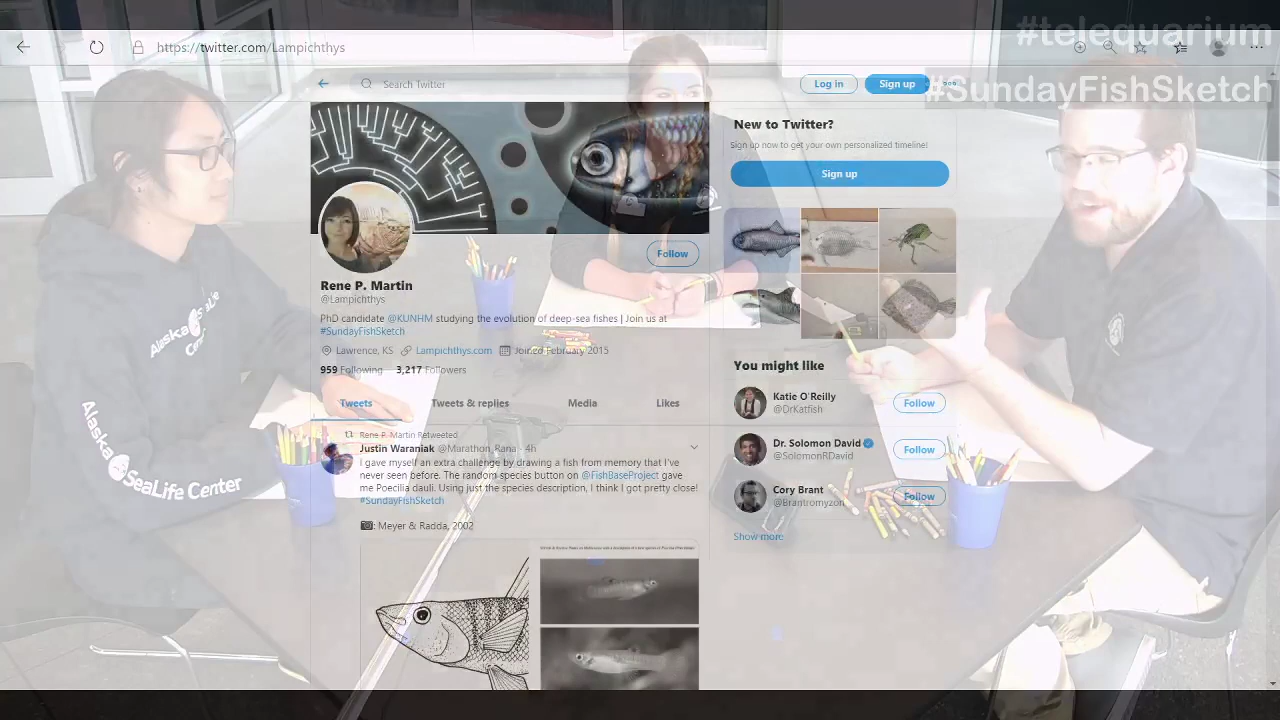 #telequarium
https://twitter.com/Lampichthys
Search Twitter
Log in
Sign up
#SundayFishSketch
New to Twitter?
Sign up now to get your own personalized timeline!
Sign up
Follow
Rene P. Martin
@Lampichthys
PhD candidate @KUNHM studying the evolution of deep-sea fishes | Join us at
#SundayFishSketch
Lawrence, KS Lampichthys.com Joined February 2015
959 Following 3,217 Followers
Tweets Tweets & replies Media Likes
Rene P. Martin Retweeted
Justin Waraniak @Marathon_Rana · 4h
I gave myself an extra challenge by drawing a fish from memory that I've
never seen before. The random species button on @FishBaseProject gave
me Poecilia dauli. Using just the species description, I think I got pretty close!
#SundayFishSketch
: Meyer & Radda, 2002
You might like
Katie O'Reilly
@DrKatfish
Follow
Dr. Solomon David
@SolomonRDavid
Follow
Cory Brant
@Brantromyzon
Follow
Show more
Alaska SeaLife
Center
Alaska
SeaLife Center